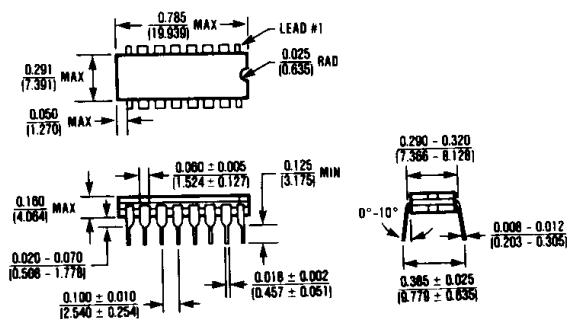 0.785
(19.939) MAX
LEAD #1
0.025
(0.635) RAD
0.291
(7.391) MAX
0.050
(1.270) MAX
0.290 - 0.320
(7.366 - 8.128)
0.060 ± 0.005
(1.524 ± 0.127)
0.125
(3.175) MIN
0.160
(4.064) MAX
0°-10°
0.020 - 0.070
(0.508 - 1.778)
0.008 - 0.012
(0.203 - 0.305)
0.018 ± 0.002
(0.457 ± 0.051)
0.100 ± 0.010
(2.540 ± 0.254)
0.385 ± 0.025
(9.779 ± 0.635)